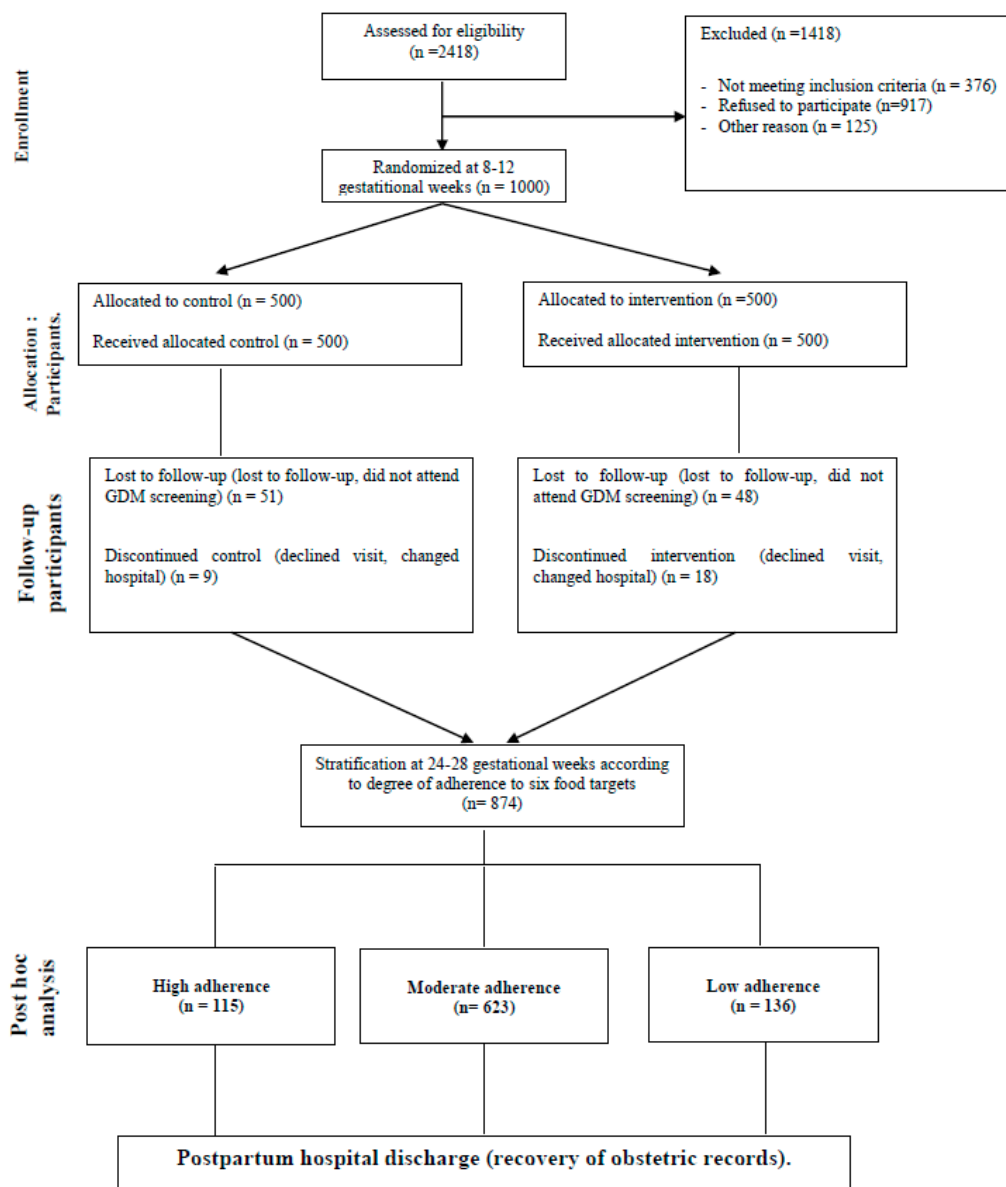 Enrollment
Assessed for eligibility
(n =2418)
Excluded (n =1418)
- Not meeting inclusion criteria (n = 376)
- Refused to participate (n=917)
- Other reason (n = 125)
Randomized at 8-12
gestatitional weeks (n = 1000)
Allocation :
Participants.
Allocated to control (n = 500)
Received allocated control (n = 500)
Allocated to intervention (n =500)
Received allocated intervention (n = 500)
Follow-up
participants
Lost to follow-up (lost to follow-up, did not attend
GDM screening) (n = 51)
Discontinued control (declined visit, changed
hospital) (n = 9)
Lost to follow-up (lost to follow-up, did not
attend GDM screening) (n = 48)
Discontinued intervention (declined visit,
changed hospital) (n = 18)
Stratification at 24-28 gestational weeks according
to degree of adherence to six food targets
(n= 874)
Post hoc
analysis
High adherence
(n = 115)
Moderate adherence
(n= 623)
Low adherence
(n = 136)
Postpartum hospital discharge (recovery of obstetric records).